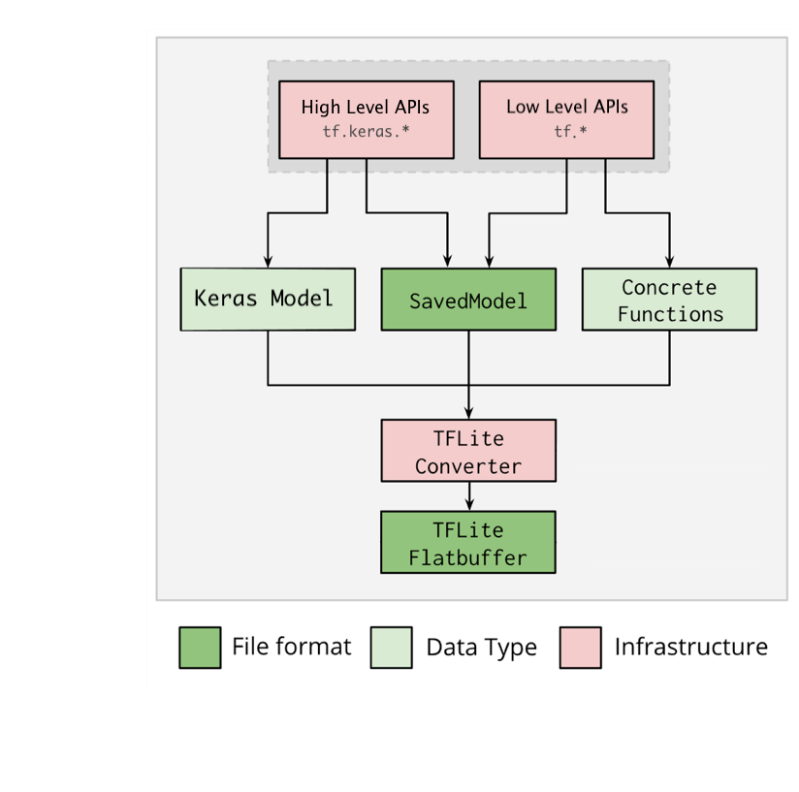 High Level APIs
tf.keras.*
Low Level APIs
tf.*
Keras Model
SavedModel
Concrete
Functions
TFLite
Converter
TFLite
Flatbuffer
File format
Data Type
Infrastructure